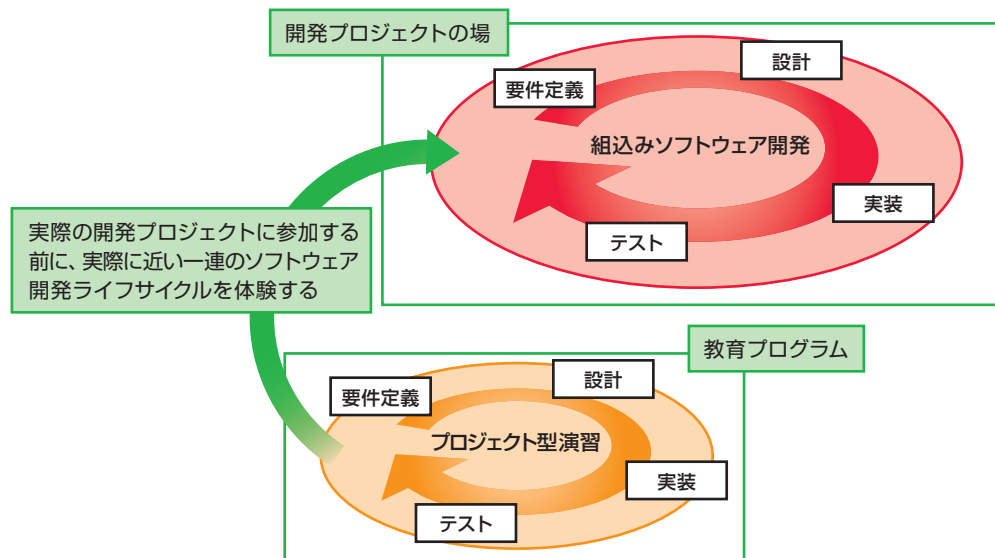 開発プロジェクトの場
設計
要件定義
組込みソフトウェア開発
実装
テスト
実際の開発プロジェクトに参加する
前に、実際に近い一連のソフトウェア
開発ライフサイクルを体験する
教育プログラム
設計
要件定義
プロジェクト型演習
実装
テスト